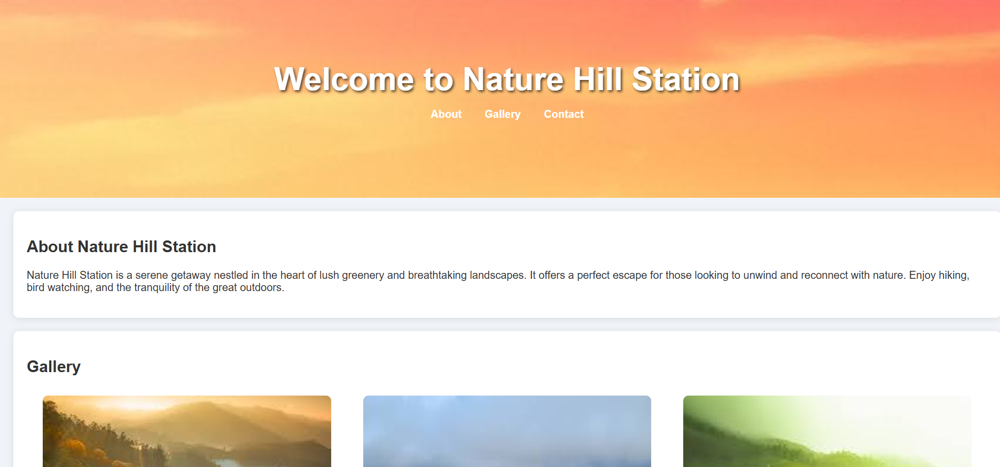 Welcome to Nature Hill Station
About Gallery Contact
About Nature Hill Station
Nature Hill Station is a serene getaway nestled in the heart of lush greenery and breathtaking landscapes. It offers a perfect escape for those looking to unwind and reconnect with nature. Enjoy hiking,
bird watching, and the tranquility of the great outdoors.
Gallery